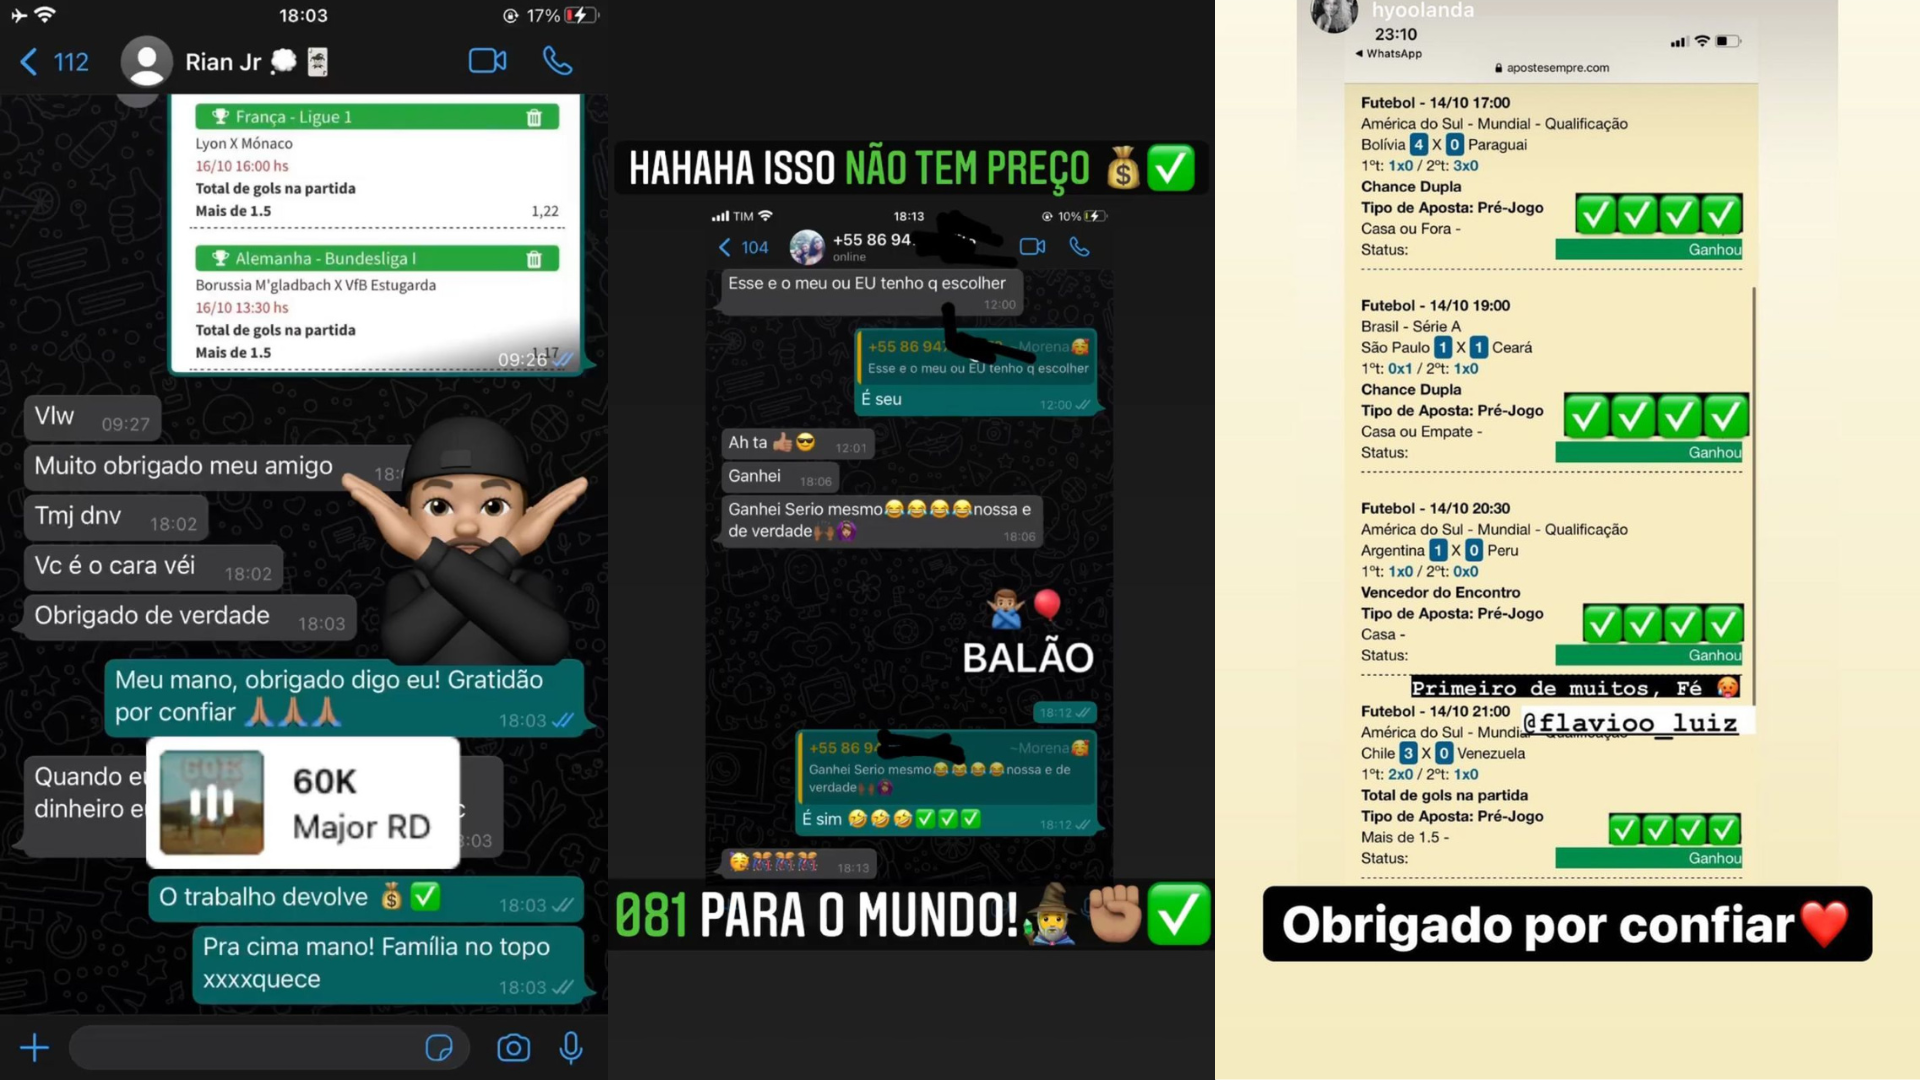 18:03
17%
112
Rian Jr
França - Ligue 1
Lyon X Mónaco
16/10 16:00 hs
Total de gols na partida
Mais de 1.5
1,22
Alemanha - Bundesliga I
Borussia M'gladbach X VfB Estugarda
16/10 13:30 hs
Total de gols na partida
Mais de 1.5
1,17
09:26
Vlw
09:27
Muito obrigado meu amigo
18:0
Tmj dnv
18:02
Vc é o cara véi
18:02
Obrigado de verdade
18:03
Meu mano, obrigado digo eu! Gratidão
por confiar 🙏🏽🙏🏽🙏🏽
18:03
Quando eu
dinheiro e
:03
60K
Major RD
O trabalho devolve 💰✅
18:03
Pra cima mano! Família no topo
xxxxquece
18:03
HAHAHA ISSO NÃO TEM PREÇO 💰✅
TIM
18:13
10%
104
+55 86 94
online
Esse e o meu ou EU tenho q escolher
12:00
+55 86 947
~Morena🥰
Esse e o meu ou EU tenho q escolher
É seu
12:00
Ah ta 👍🏽😎
12:01
Ganhei
18:06
Ganhei Serio mesmo😂😂😂😂nossa e
de verdade
18:06
BALÃO
18:12
+55 86 9
~Morena🥰
Ganhei Serio mesmo😂😂😂😂nossa e de
verdade
É sim 🤣🤣🤣✅✅✅
18:12
18:13
081 PARA O MUNDO!
hyoolanda
23:10
WhatsApp
apostesempre.com
Futebol - 14/10 17:00
América do Sul - Mundial - Qualificação
Bolívia 4 X 0 Paraguai
1ºt: 1x0 / 2ºt: 3x0
Chance Dupla
Tipo de Aposta: Pré-Jogo
Casa ou Fora -
Status:
Ganhou
Futebol - 14/10 19:00
Brasil - Série A
São Paulo 1 X 1 Ceará
1ºt: 0x1 / 2ºt: 1x0
Chance Dupla
Tipo de Aposta: Pré-Jogo
Casa ou Empate -
Status:
Ganhou
Futebol - 14/10 20:30
América do Sul - Mundial - Qualificação
Argentina 1 X 0 Peru
1ºt: 1x0 / 2ºt: 0x0
Vencedor do Encontro
Tipo de Aposta: Pré-Jogo
Casa -
Status:
Ganhou
Primeiro de muitos, Fé 🥵
Futebol - 14/10 21:00
@flavioo_luiz
América do Sul - Mundial - Qualificação
Chile 3 X 0 Venezuela
1ºt: 2x0 / 2ºt: 1x0
Total de gols na partida
Tipo de Aposta: Pré-Jogo
Mais de 1.5 -
Status:
Ganhou
Obrigado por confiar❤️